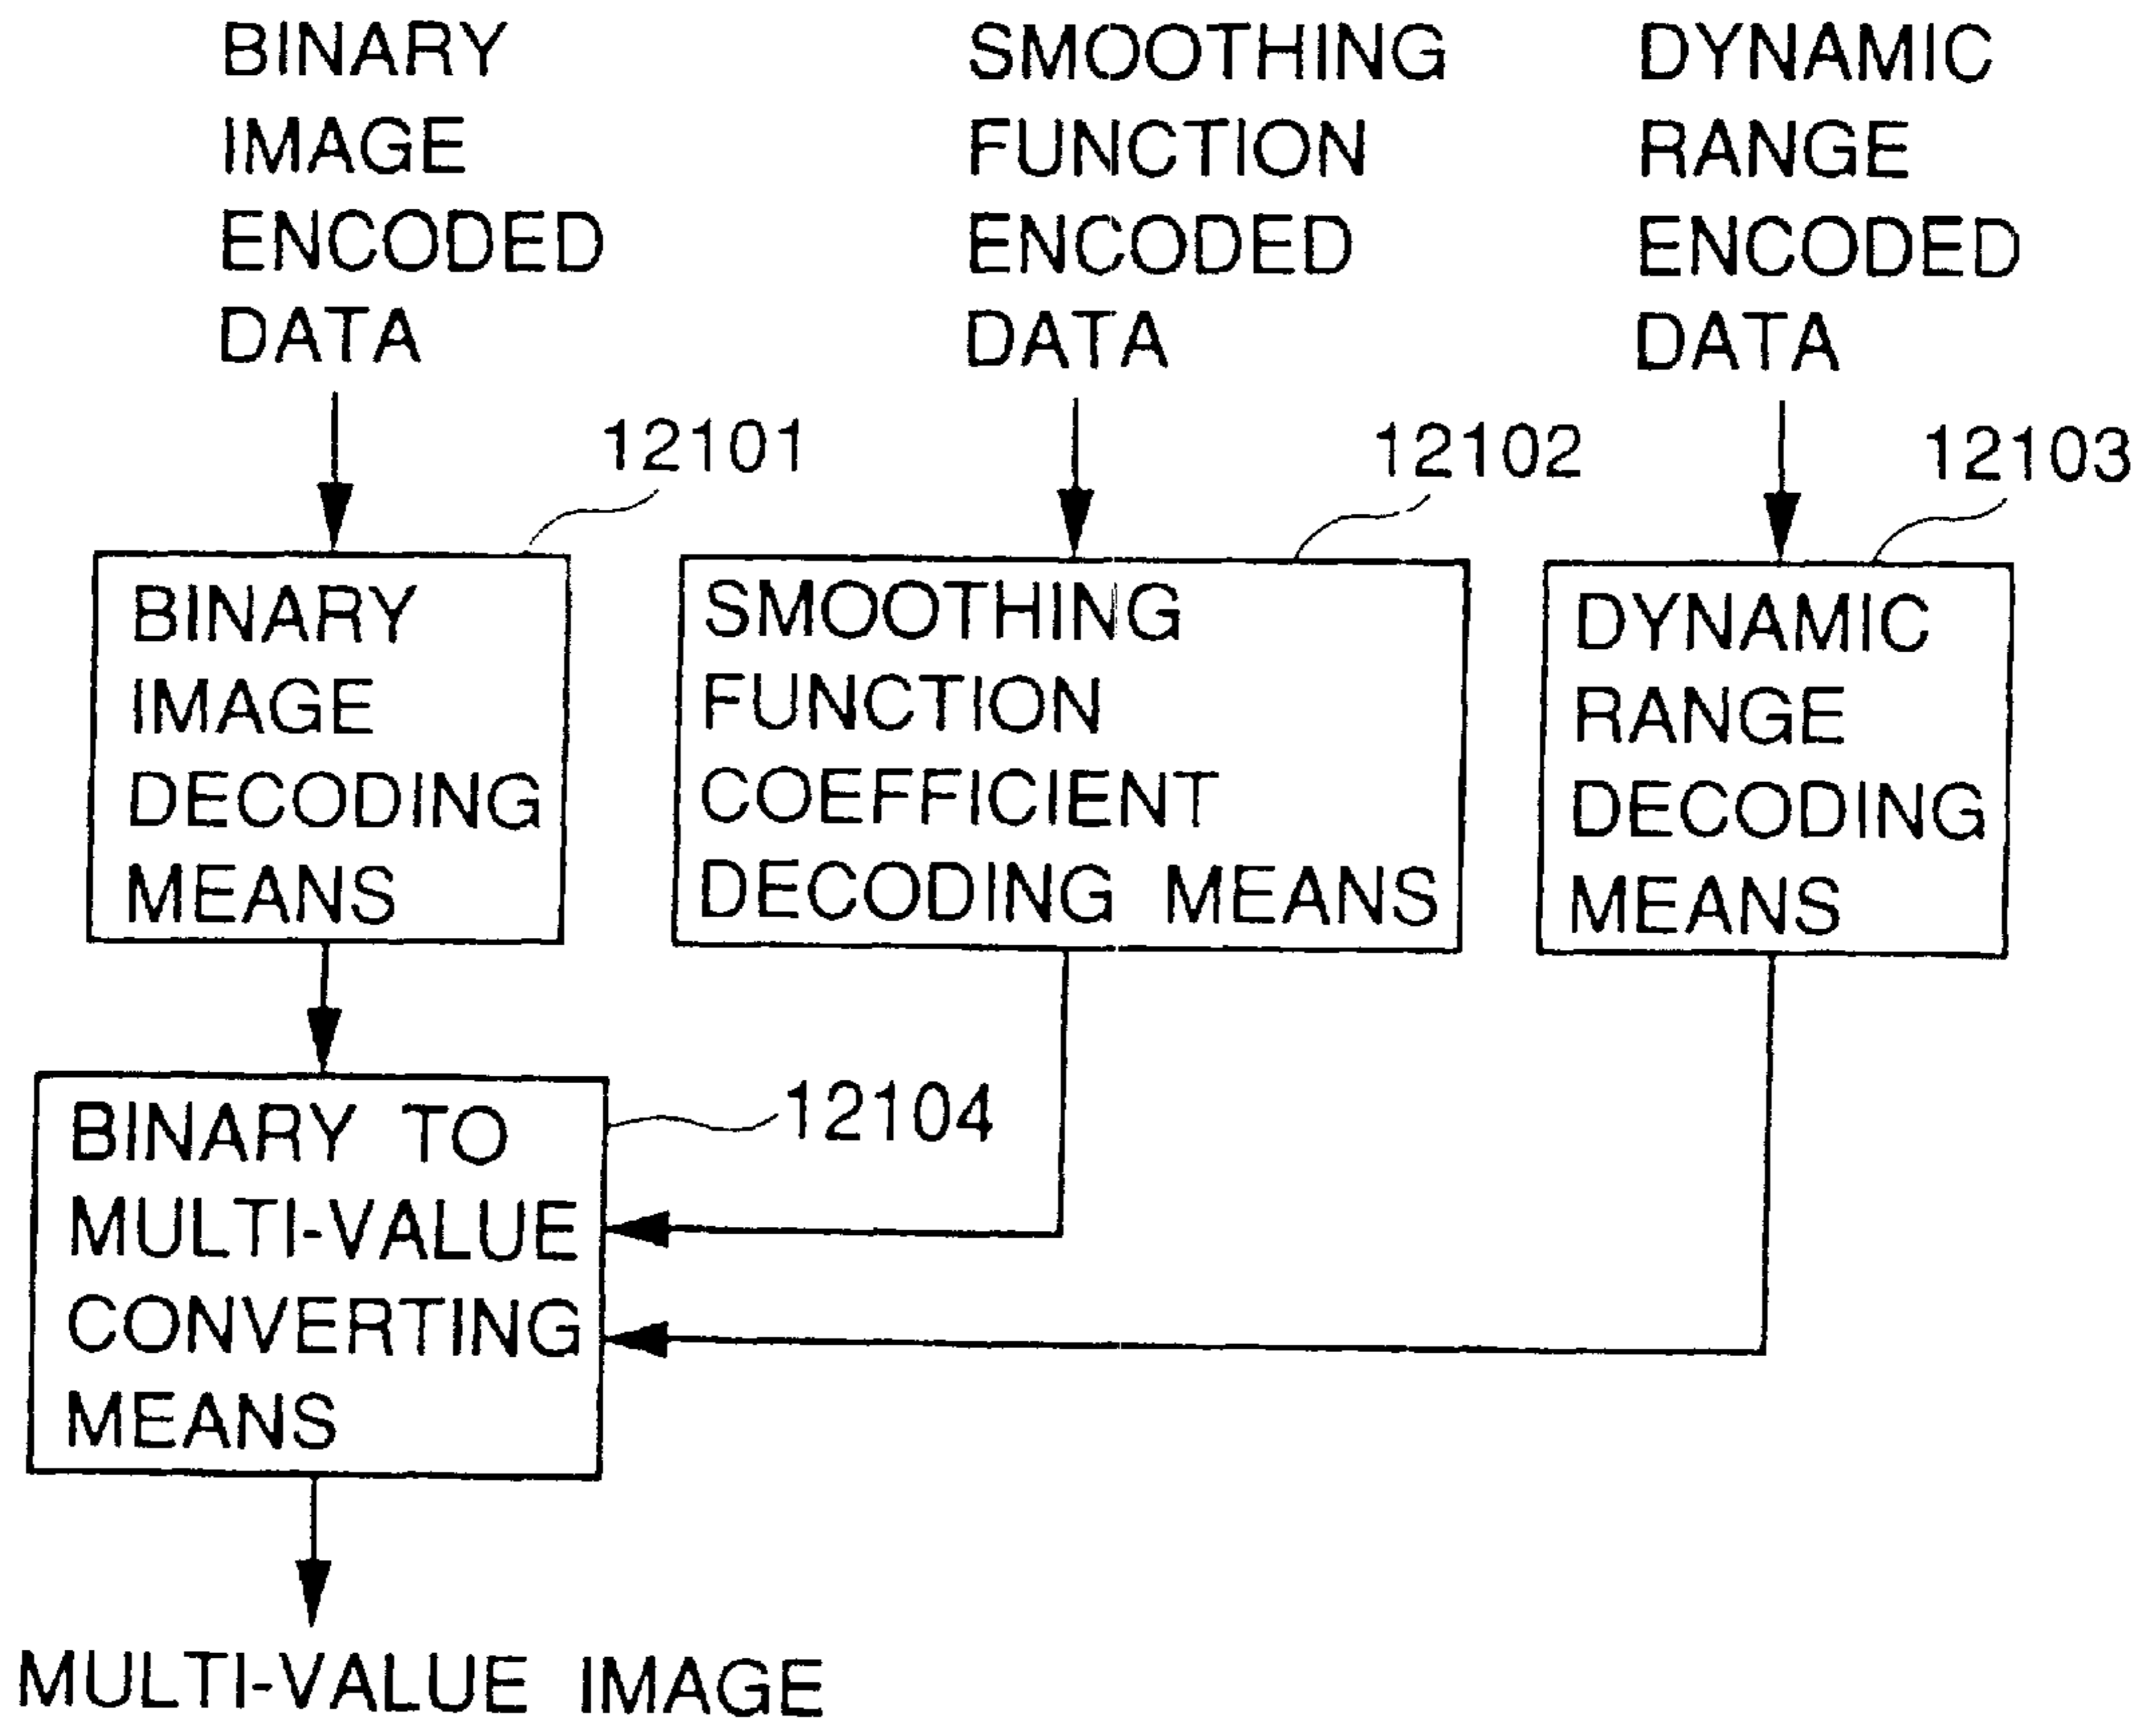 BINARY
IMAGE
ENCODED
DATA
SMOOTHING
FUNCTION
ENCODED
DATA
DYNAMIC
RANGE
ENCODED
DATA
12101
12102
12103
BINARY
IMAGE
DECODING
MEANS
SMOOTHING
FUNCTION
COEFFICIENT
DECODING MEANS
DYNAMIC
RANGE
DECODING
MEANS
BINARY TO
MULTI-VALUE
CONVERTING
MEANS
12104
MULTI-VALUE IMAGE